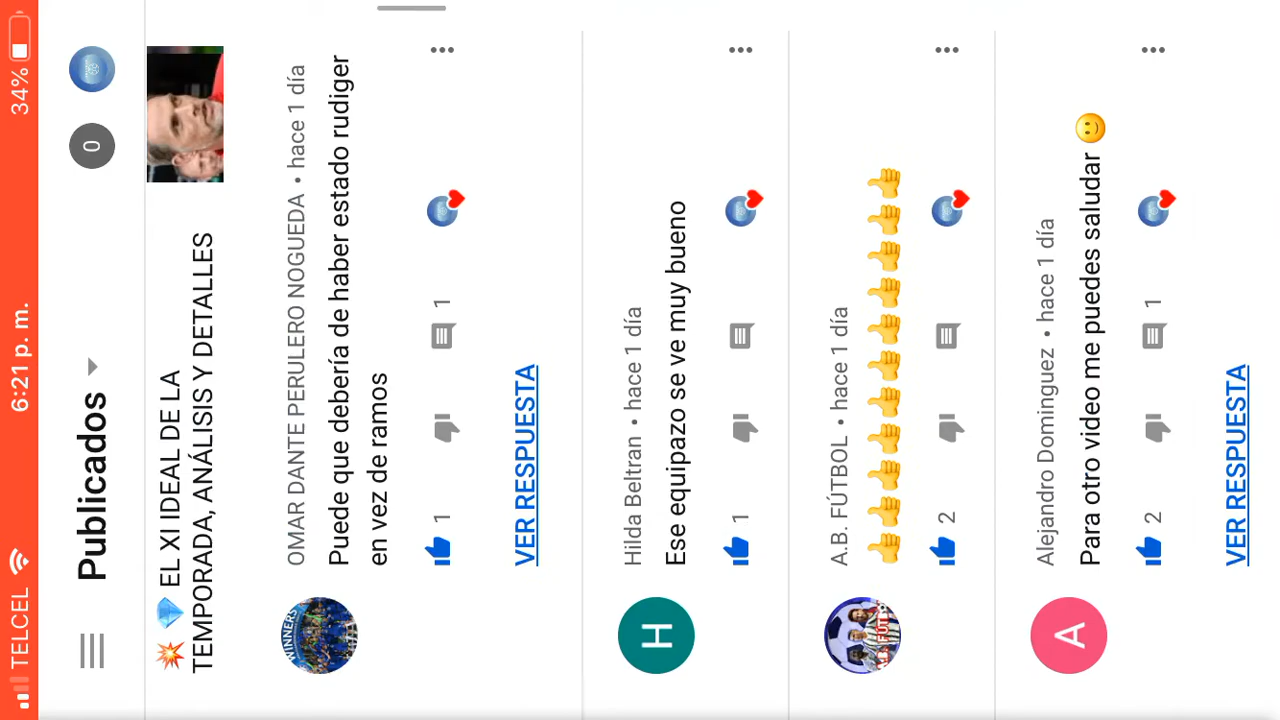 TELCEL 6:21 p. m. 34%
Publicados 0
💥💎 EL XI IDEAL DE LA
TEMPORADA, ANÁLISIS Y DETALLES
WINNERS
OMAR DANTE PERULERO NOGUEDA • hace 1 día
Puede que debería de haber estado rudiger
en vez de ramos
1 1
VER RESPUESTA
H
Hilda Beltran • hace 1 día
Ese equipazo se ve muy bueno
1
A.B. FÚTBOL
A.B. FÚTBOL • hace 1 día
👍👍👍👍👍👍👍👍👍👍👍
2
A
Alejandro Dominguez • hace 1 día
Para otro video me puedes saludar 🙂
2 1
VER RESPUESTA